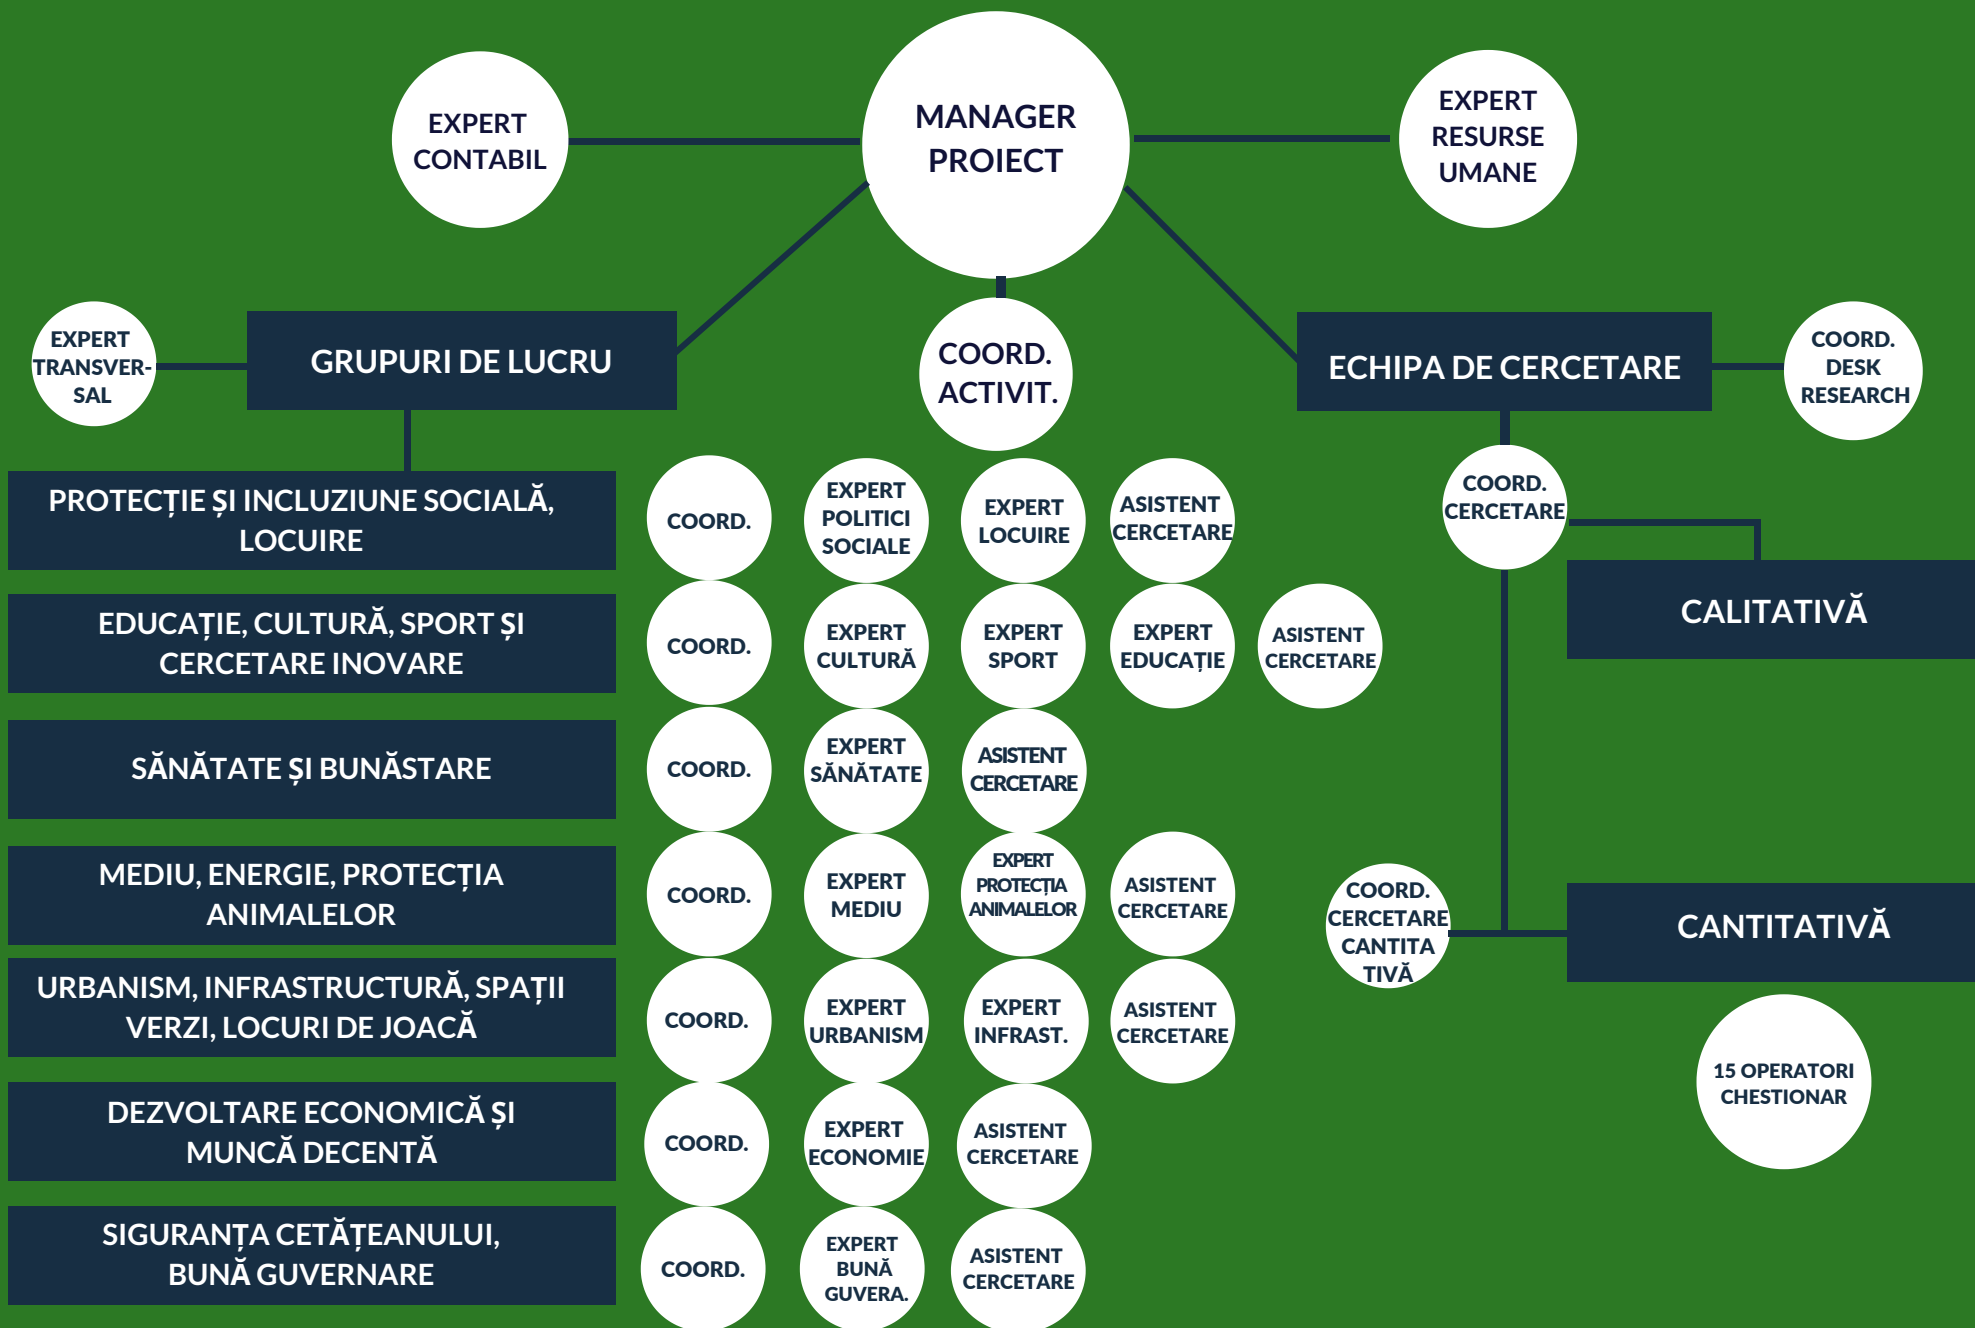 EXPERT
CONTABIL
MANAGER
PROIECT
EXPERT
RESURSE
UMANE
EXPERT
TRANSVER-
SAL
GRUPURI DE LUCRU
COORD.
ACTIVIT.
ECHIPA DE CERCETARE
COORD.
DESK
RESEARCH
PROTECȚIE ȘI INCLUZIUNE SOCIALĂ,
LOCUIRE
COORD.
EXPERT
POLITICI
SOCIALE
EXPERT
LOCUIRE
ASISTENT
CERCETARE
COORD.
CERCETARE
EDUCAȚIE, CULTURĂ, SPORT ȘI
CERCETARE INOVARE
COORD.
EXPERT
CULTURĂ
EXPERT
SPORT
EXPERT
EDUCAȚIE
ASISTENT
CERCETARE
CALITATIVĂ
SĂNĂTATE ȘI BUNĂSTARE
COORD.
EXPERT
SĂNĂTATE
ASISTENT
CERCETARE
MEDIU, ENERGIE, PROTECȚIA
ANIMALELOR
COORD.
EXPERT
MEDIU
EXPERT
PROTECȚIA
ANIMALELOR
ASISTENT
CERCETARE
COORD.
CERCETARE
CANTITA
TIVĂ
CANTITATIVĂ
URBANISM, INFRASTRUCTURĂ, SPAȚII
VERZI, LOCURI DE JOACĂ
COORD.
EXPERT
URBANISM
EXPERT
INFRAST.
ASISTENT
CERCETARE
15 OPERATORI
CHESTIONAR
DEZVOLTARE ECONOMICĂ ȘI
MUNCĂ DECENTĂ
COORD.
EXPERT
ECONOMIE
ASISTENT
CERCETARE
SIGURANȚA CETĂȚEANULUI,
BUNĂ GUVERNARE
COORD.
EXPERT
BUNĂ
GUVERA.
ASISTENT
CERCETARE